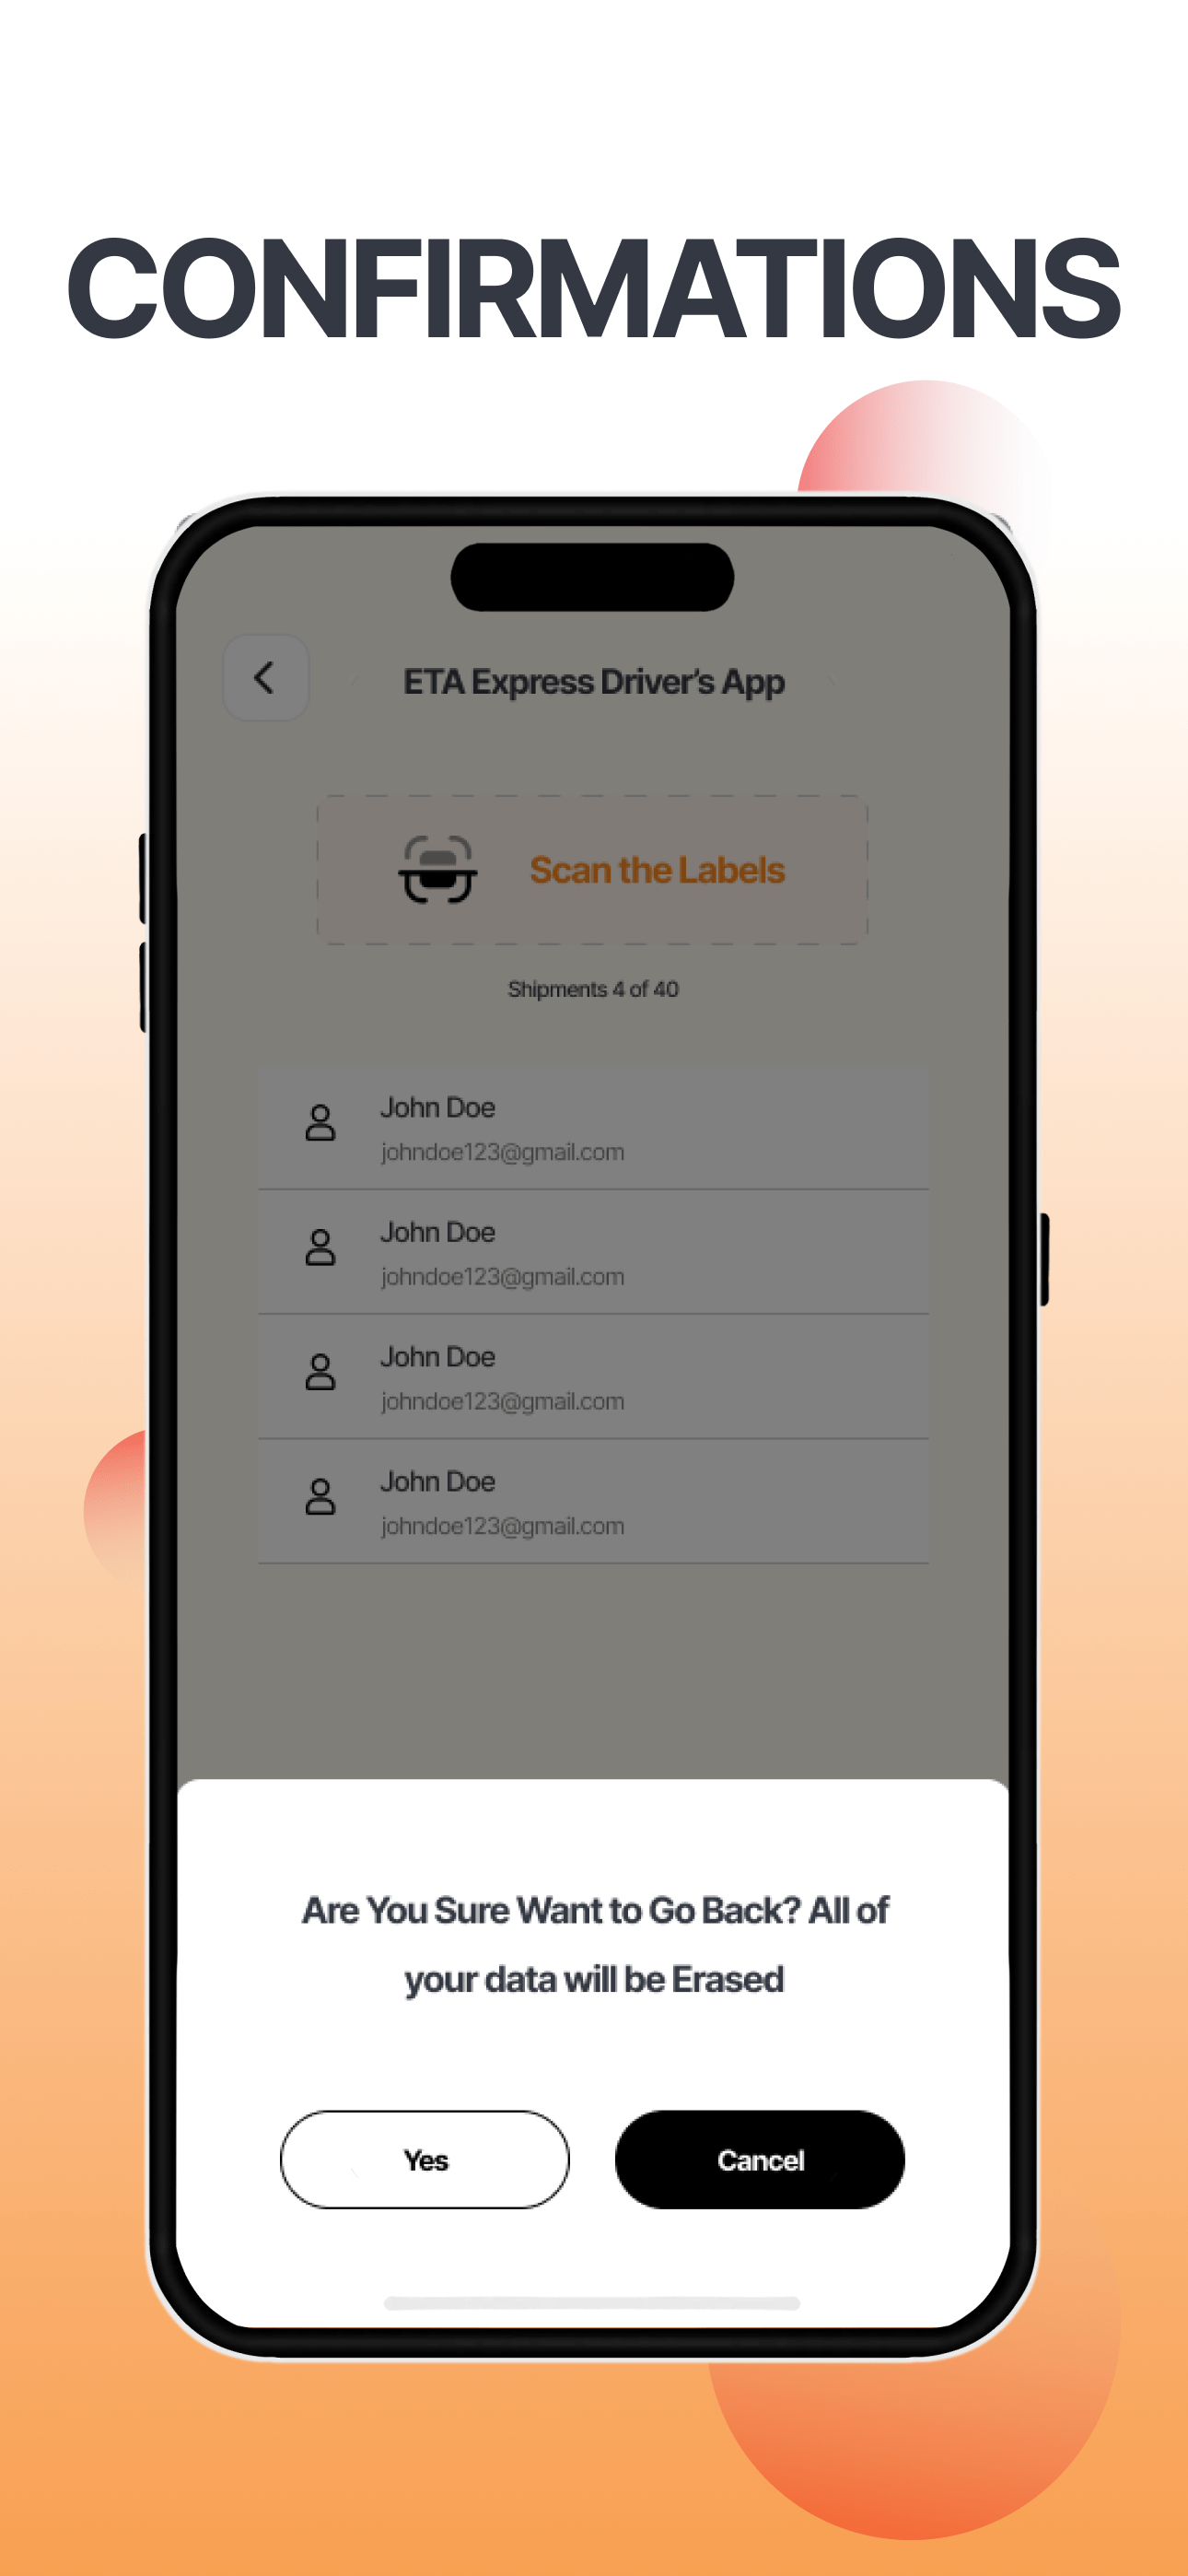 CONFIRMATIONS
ETA Express Driver's App
Scan the Labels
Shipments 4 of 40
John Doe
johndoe123@gmail.com
John Doe
johndoe123@gmail.com
John Doe
johndoe123@gmail.com
John Doe
johndoe123@gmail.com
Are You Sure Want to Go Back? All of
your data will be Erased
Yes
Cancel